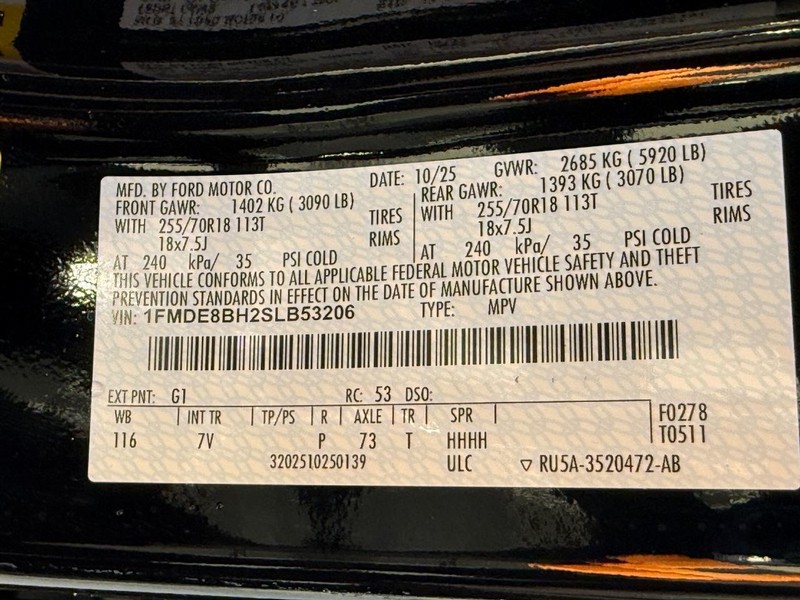 MFD. BY FORD MOTOR CO. DATE: 10/25 GVWR: 2685 KG ( 5920 LB)
FRONT GAWR: 1402 KG ( 3090 LB) REAR GAWR: 1393 KG ( 3070 LB)
WITH 255/70R18 113T TIRES WITH 255/70R18 113T TIRES
18x7.5J RIMS 18x7.5J RIMS
AT 240 kPa/ 35 PSI COLD AT 240 kPa/ 35 PSI COLD
THIS VEHICLE CONFORMS TO ALL APPLICABLE FEDERAL MOTOR VEHICLE SAFETY AND THEFT
PREVENTION STANDARDS IN EFFECT ON THE DATE OF MANUFACTURE SHOWN ABOVE.
VIN: 1FMDE8BH2SLB53206 TYPE: MPV
EXT PNT: G1 RC: 53 DSO:
WB INT TR TP/PS R AXLE TR SPR F0278
116 7V P 73 T HHHH T0511
3202510250139 ULC ▽ RU5A-3520472-AB